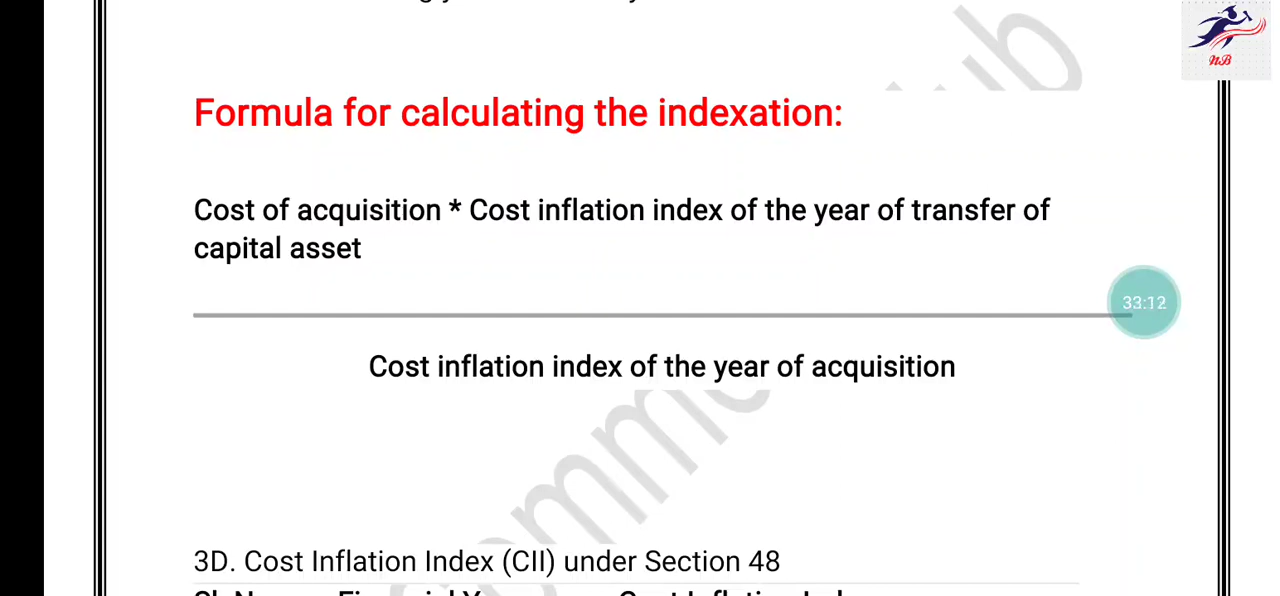 NB
Formula for calculating the indexation:
Cost of acquisition * Cost inflation index of the year of transfer of
capital asset
33:12
Cost inflation index of the year of acquisition
3D. Cost Inflation Index (CII) under Section 48